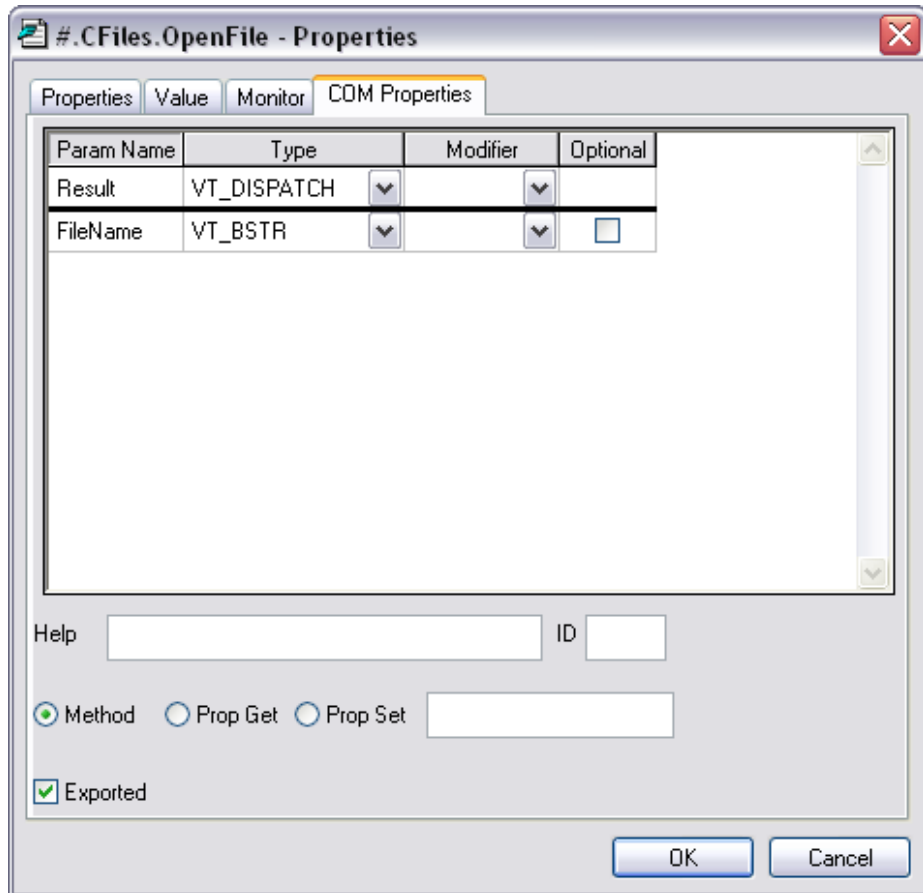 #.CFiles.OpenFile - Properties
Properties Value Monitor COM Properties
Param Name Type Modifier Optional
Result VT_DISPATCH
FileName VT_BSTR
Help ID
Method Prop Get Prop Set
Exported
OK Cancel